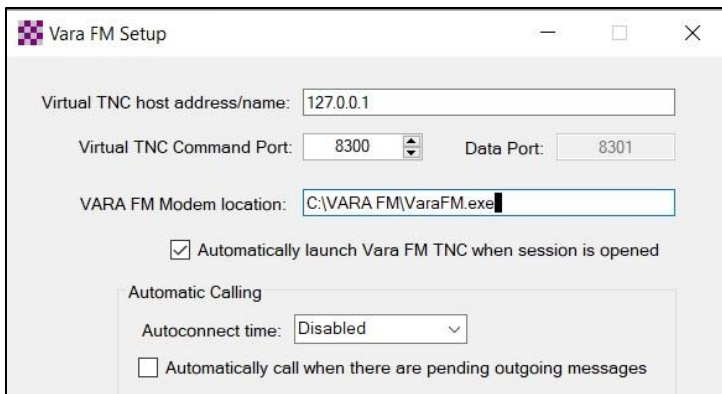 Vara FM Setup
Virtual TNC host address/name: 127.0.0.1
Virtual TNC Command Port: 8300 Data Port: 8301
VARA FM Modem location: C:\VARA FM\VaraFM.exe
Automatically launch Vara FM TNC when session is opened
Automatic Calling
Autoconnect time: Disabled
Automatically call when there are pending outgoing messages